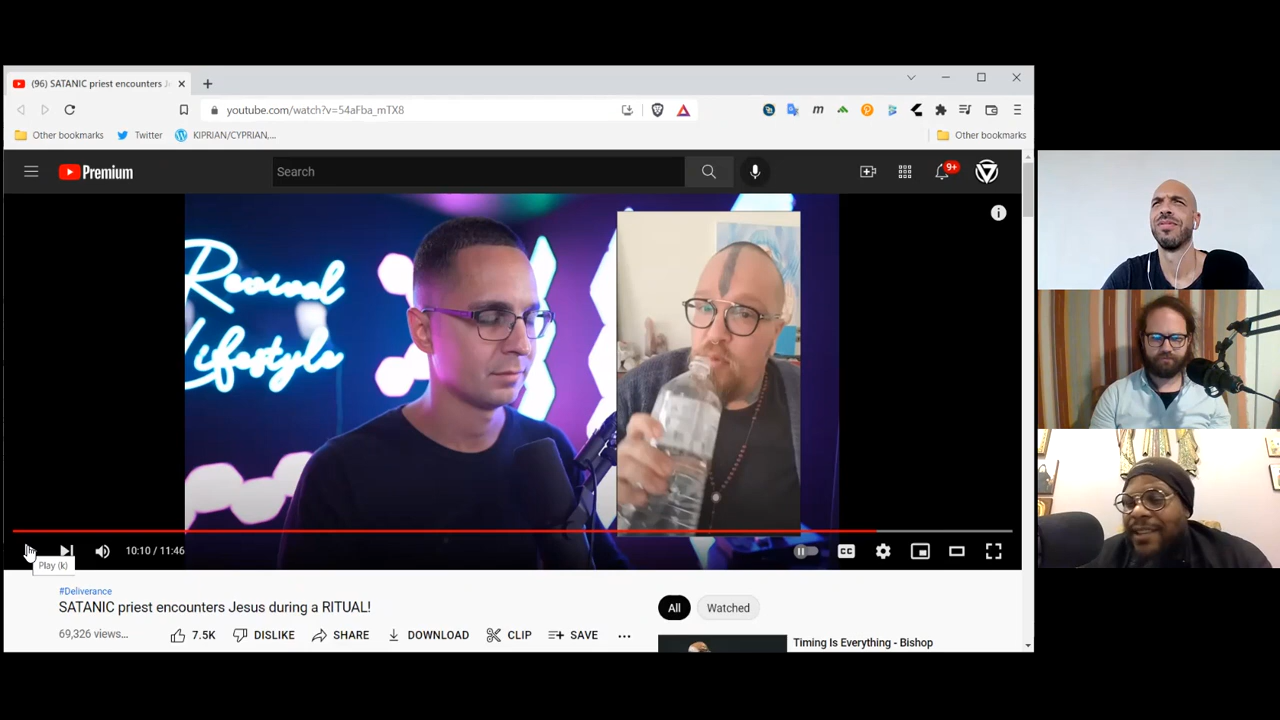 (96) SATANIC priest encounters J
youtube.com/watch?v=54aFba_mTX8
Other bookmarks
Twitter
KIPRIAN/CYPRIAN,...
Other bookmarks
Premium
Search
9+
Revival
Lifestyle
10:10 / 11:46
CC
Play (k)
#Deliverance
SATANIC priest encounters Jesus during a RITUAL!
69,326 views...
7.5K
DISLIKE
SHARE
DOWNLOAD
CLIP
SAVE
All
Watched
Timing Is Everything - Bishop